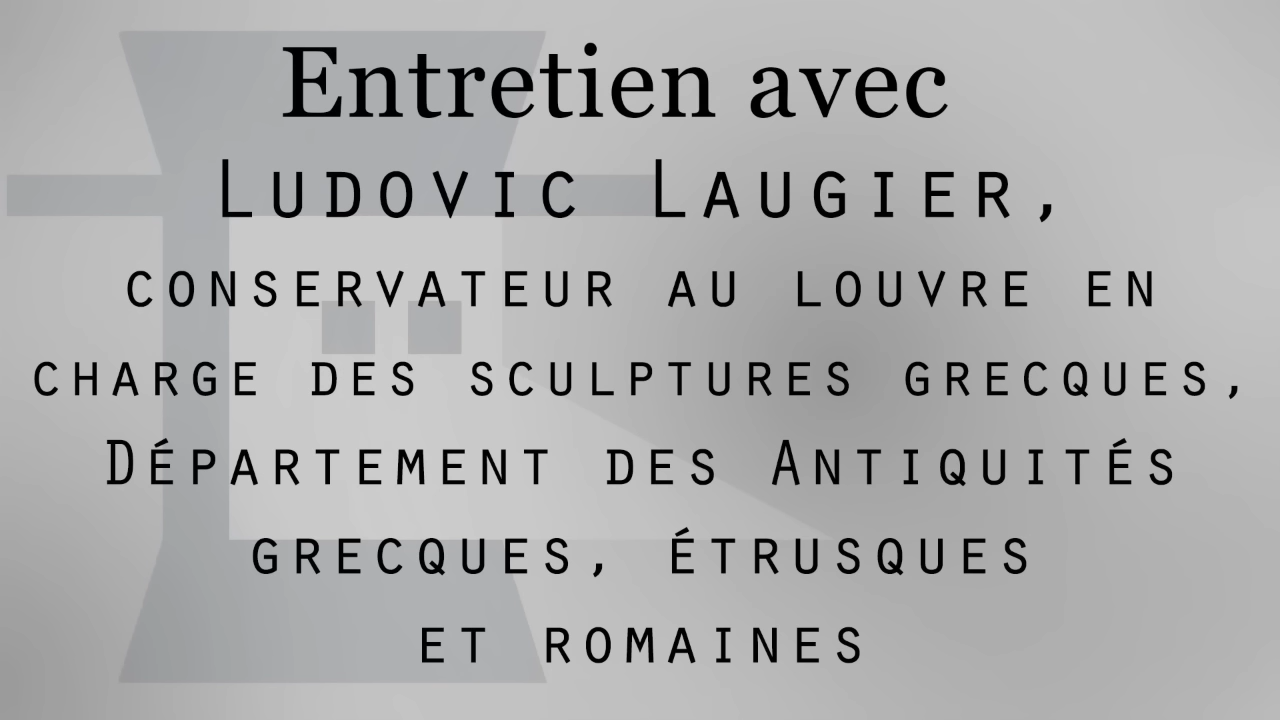 Entretien avec
Ludovic Laugier,
conservateur au louvre en
charge des sculptures grecques,
Département des Antiquités
grecques, étrusques
et romaines